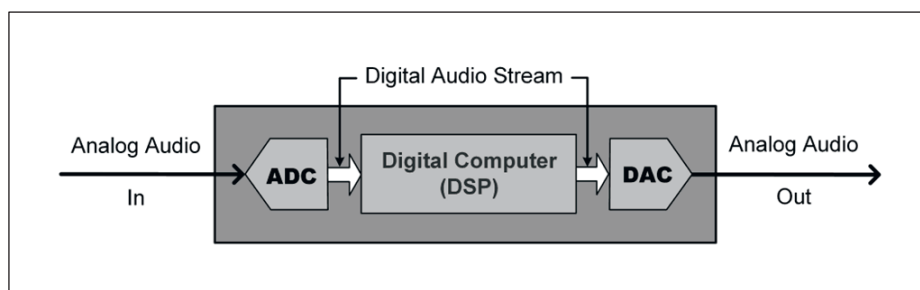 Digital Audio Stream
Analog Audio
In
ADC
Digital Computer
(DSP)
DAC
Analog Audio
Out